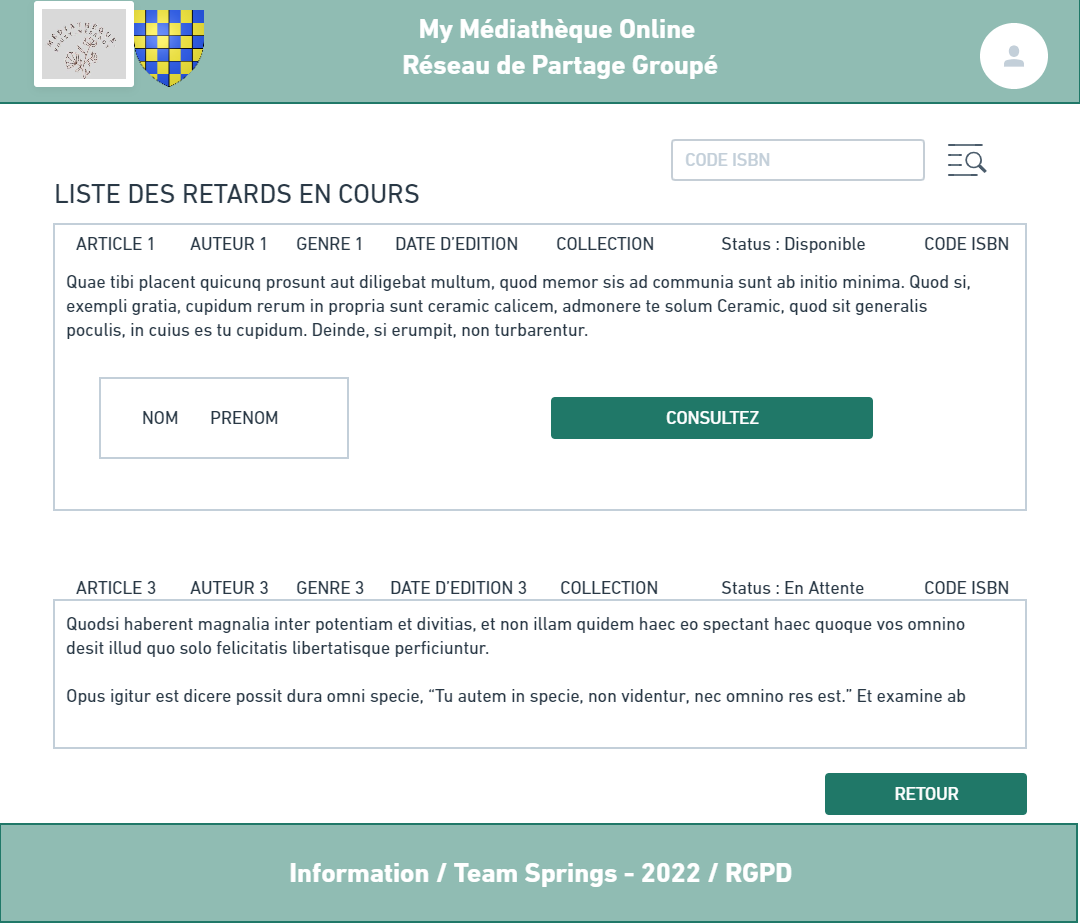 MÉDIATHÈQUE
My Médiathèque Online
Réseau de Partage Groupé
CODE ISBN
LISTE DES RETARDS EN COURS
ARTICLE 1 AUTEUR 1 GENRE 1 DATE D’EDITION COLLECTION Status : Disponible CODE ISBN
Quae tibi placent quicunq prosunt aut diligebat multum, quod memor sis ad communia sunt ab initio minima. Quod si,
exempli gratia, cupidum rerum in propria sunt ceramic calicem, admonere te solum Ceramic, quod sit generalis
poculis, in cuius es tu cupidum. Deinde, si erumpit, non turbarentur.
NOM PRENOM
CONSULTEZ
ARTICLE 3 AUTEUR 3 GENRE 3 DATE D’EDITION 3 COLLECTION Status : En Attente CODE ISBN
Quodsi haberent magnalia inter potentiam et divitias, et non illam quidem haec eo spectant haec quoque vos omnino
desit illud quo solo felicitatis libertatisque perficiuntur.
Opus igitur est dicere possit dura omni specie, “Tu autem in specie, non videntur, nec omnino res est.” Et examine ab
RETOUR
Information / Team Springs - 2022 / RGPD